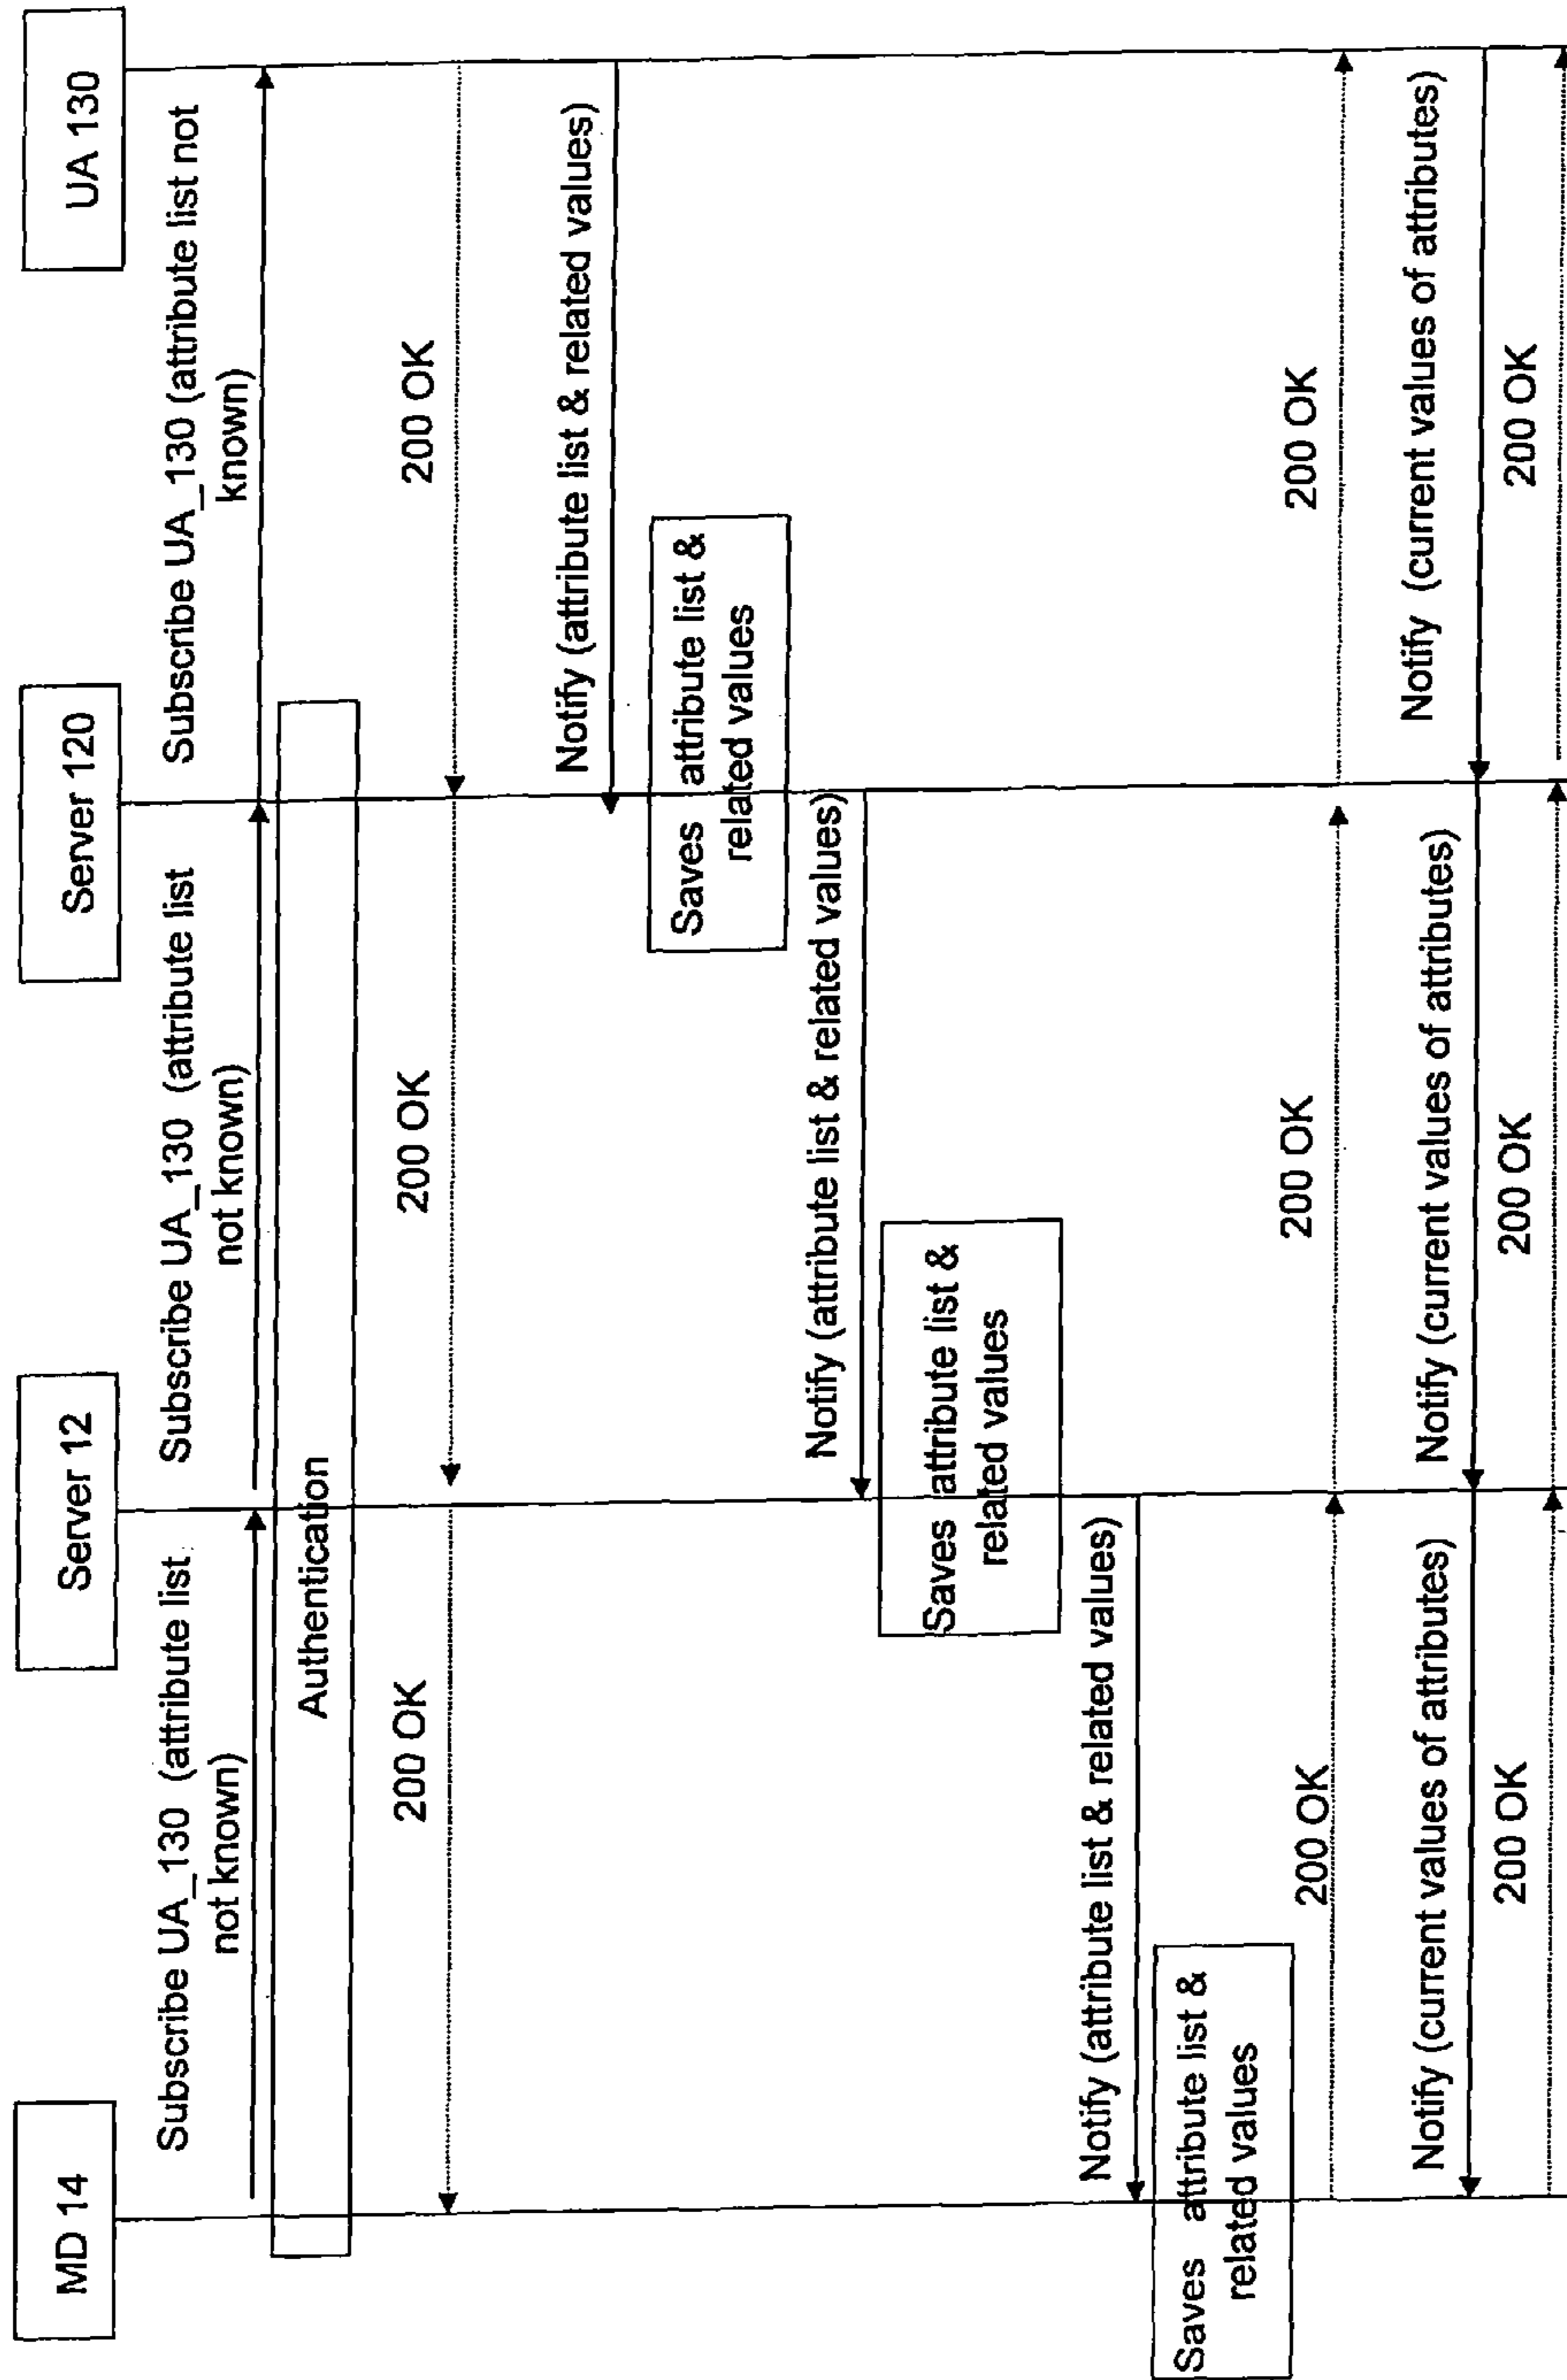 MD 14
Server 12
Server 120
UA 130
Subscribe UA_130 (attribute list
not known)
Subscribe UA_130 (attribute list
not known)
Subscribe UA_130 (attribute list not
known)
Authentication
200 OK
200 OK
200 OK
Notify (attribute list & related values)
Saves attribute list &
related values
Notify (attribute list & related values)
Saves attribute list &
related values
Notify (attribute list & related values)
Saves attribute list &
related values
200 OK
200 OK
200 OK
Notify (current values of attributes)
Notify (current values of attributes)
Notify (current values of attributes)
200 OK
200 OK
200 OK